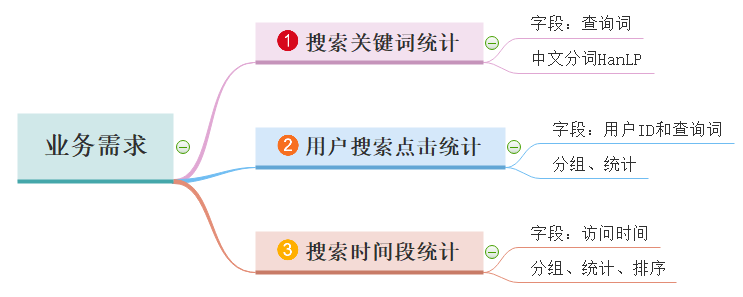 业务需求
1 搜索关键词统计
字段：查询词
中文分词HanLP
2 用户搜索点击统计
字段：用户ID和查询词
分组、统计
3 搜索时间段统计
字段：访问时间
分组、统计、排序